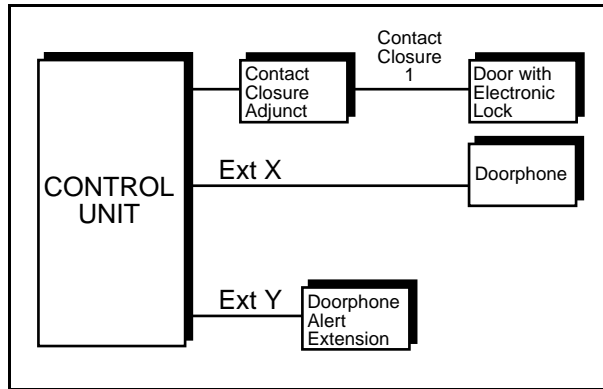 Contact
Closure
1
Contact
Closure
Adjunct
Door with
Electronic
Lock
CONTROL
UNIT
Ext X
Doorphone
Ext Y
Doorphone
Alert
Extension